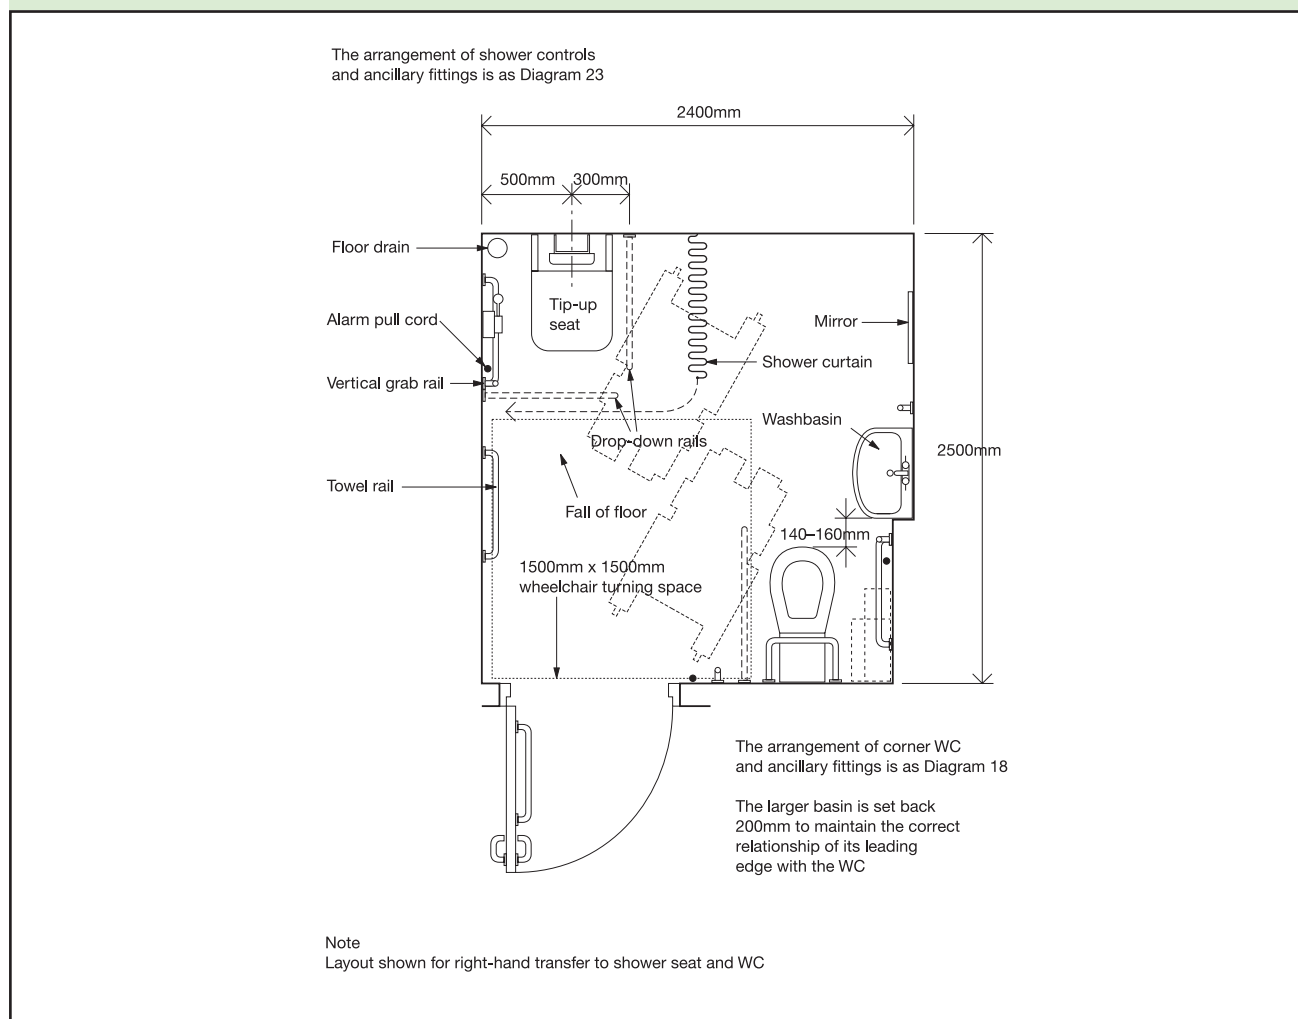 The arrangement of shower controls
and ancillary fittings is as Diagram 23
2400mm
500mm
300mm
Floor drain
Tip-up
seat
Alarm pull cord
Mirror
Shower curtain
Vertical grab rail
Washbasin
Drop-down rails
2500mm
Towel rail
Fall of floor
140–160mm
1500mm x 1500mm
wheelchair turning space
The arrangement of corner WC
and ancillary fittings is as Diagram 18
The larger basin is set back
200mm to maintain the correct
relationship of its leading
edge with the WC
Note
Layout shown for right-hand transfer to shower seat and WC